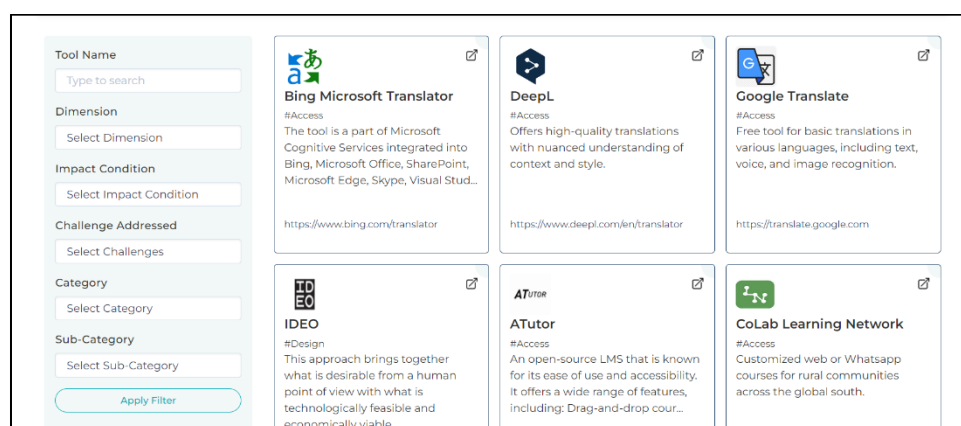 Tool Name
Type to search
Dimension
Select Dimension
Impact Condition
Select Impact Condition
Challenge Addressed
Select Challenges
Category
Select Category
Sub-Category
Select Sub-Category
Apply Filter
あ
a
Bing Microsoft Translator
#Access
The tool is a part of Microsoft
Cognitive Services integrated into
Bing, Microsoft Office, SharePoint,
Microsoft Edge, Skype, Visual Stud...
https://www.bing.com/translator
DeepL
#Access
Offers high-quality translations
with nuanced understanding of
context and style.
https://www.deepl.com/en/translator
G 文
Google Translate
#Access
Free tool for basic translations in
various languages, including text,
voice, and image recognition.
https://translate.google.com
ID
EO
IDEO
#Design
This approach brings together
what is desirable from a human
point of view with what is
technologically feasible and
economically viable
ATUTOR
ATutor
#Access
An open-source LMS that is known
for its ease of use and accessibility.
It offers a wide range of features,
including: Drag-and-drop cour...
LN
CoLab Learning Network
#Access
Customized web or Whatsapp
courses for rural communities
across the global south.